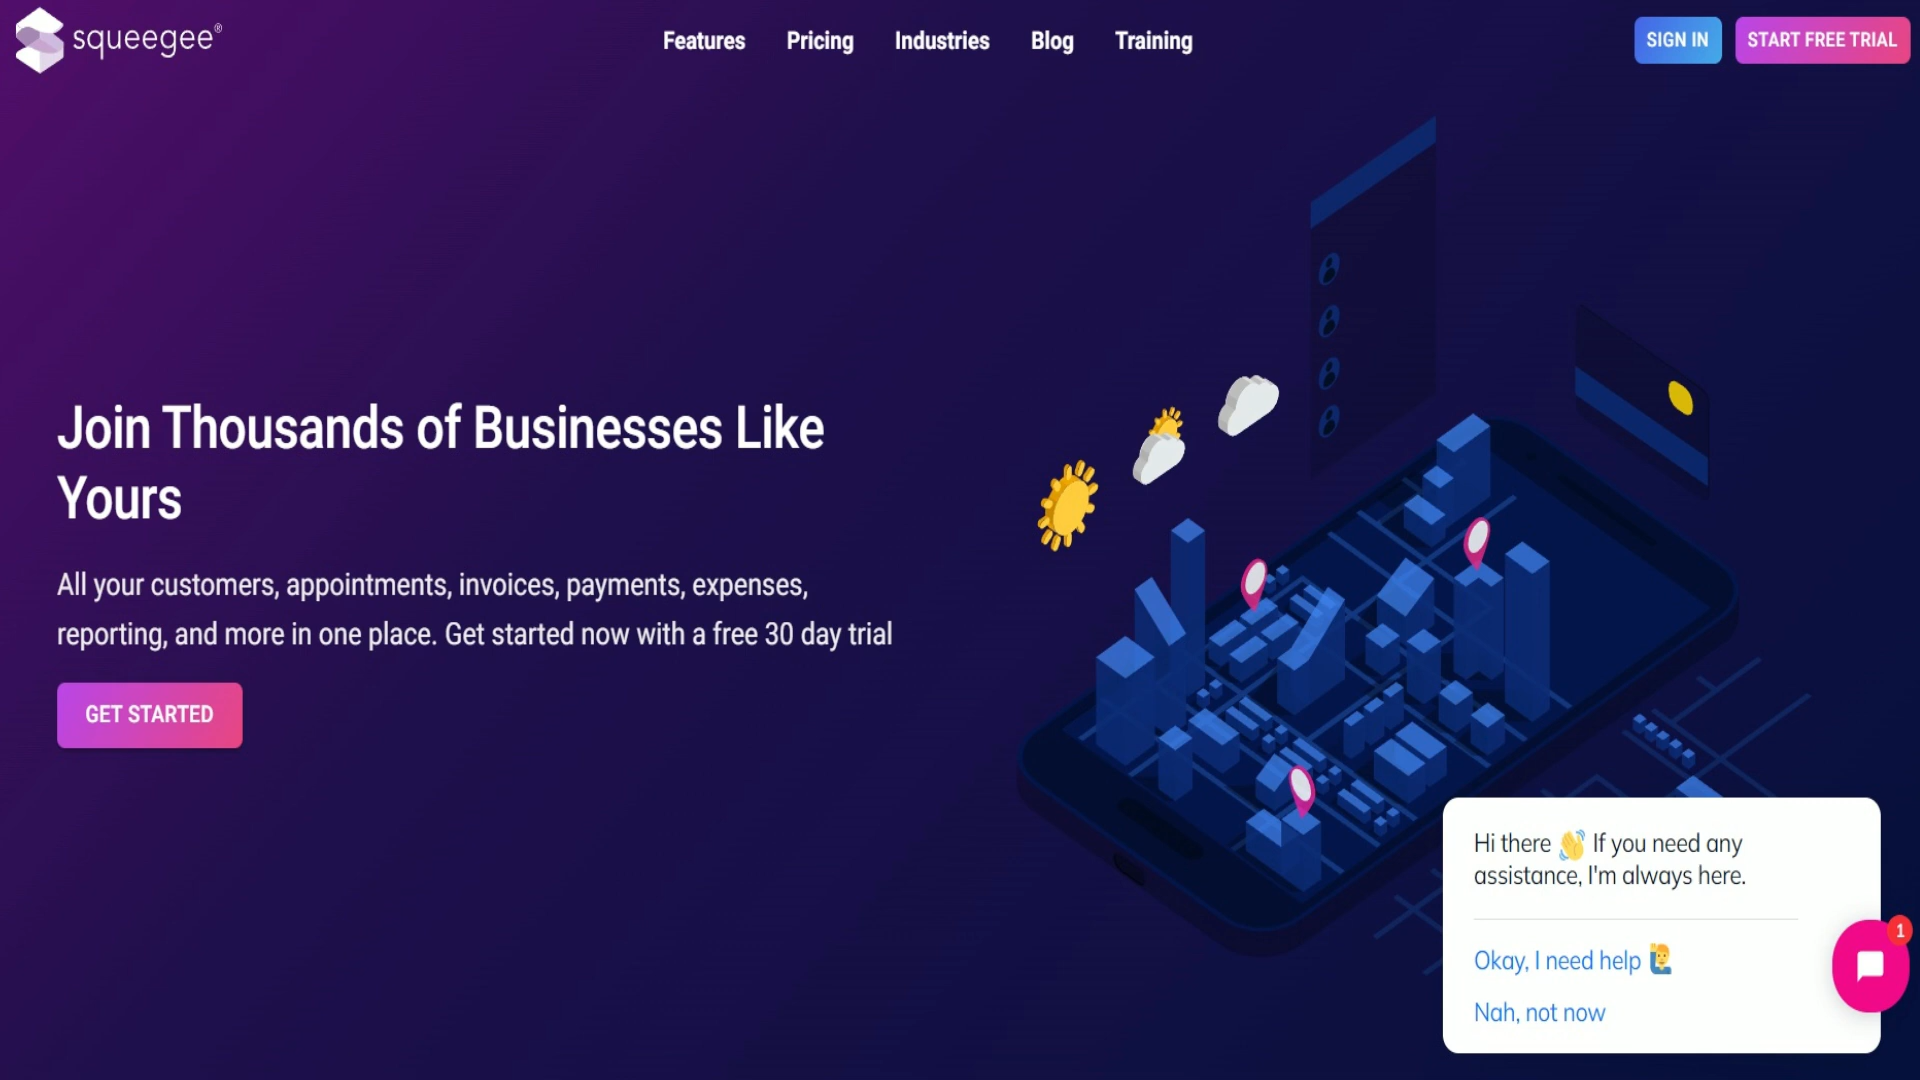 squeegee®
Features
Pricing
Industries
Blog
Training
SIGN IN
START FREE TRIAL
Join Thousands of Businesses Like
Yours
All your customers, appointments, invoices, payments, expenses,
reporting, and more in one place. Get started now with a free 30 day trial
GET STARTED
Hi there 👋 If you need any
assistance, I'm always here.
Okay, I need help 🙋‍♂️
Nah, not now
1